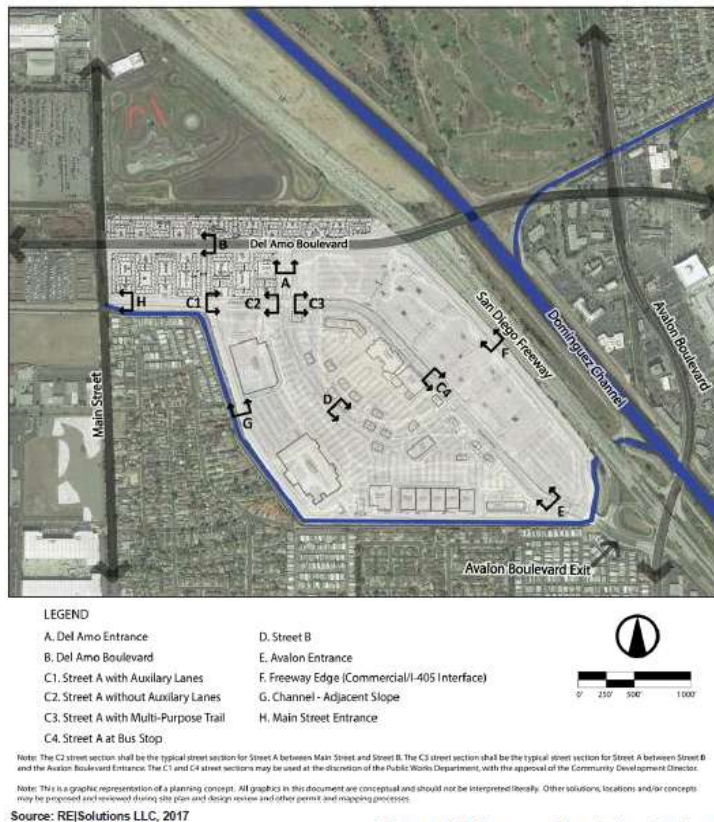 B
Del Amo Boulevard
A
H
C1
C2
C3
San Diego Freeway
F
Dominguez Channel
Avalon Boulevard
Main Street
C4
D
G
E
Avalon Boulevard Exit
LEGEND
A. Del Amo Entrance
B. Del Amo Boulevard
C1. Street A with Auxilary Lanes
C2. Street A without Auxilary Lanes
C3. Street A with Multi-Purpose Trail
C4. Street A at Bus Stop
D. Street B
E. Avalon Entrance
F. Freeway Edge (Commercial/I-405 Interface)
G. Channel - Adjacent Slope
H. Main Street Entrance
0' 250' 500' 1000'
Note: The C2 street section shall be the typical street section for Street A between Main Street and Street B. The C3 street section shall be the typical street section for Street A between Street B
and the Avalon Boulevard Entrance. The C1 and C4 street sections may be used at the discretion of the Public Works Department, with the approval of the Community Development Director.
Note: This is a graphic representation of a planning concept. All graphics in this document are conceptual and should not be interpreted literally. Other solutions, locations and/or concepts
may be proposed and reviewed during site plan and design review and other permit and mapping processes.
Source: RE|Solutions LLC, 2017